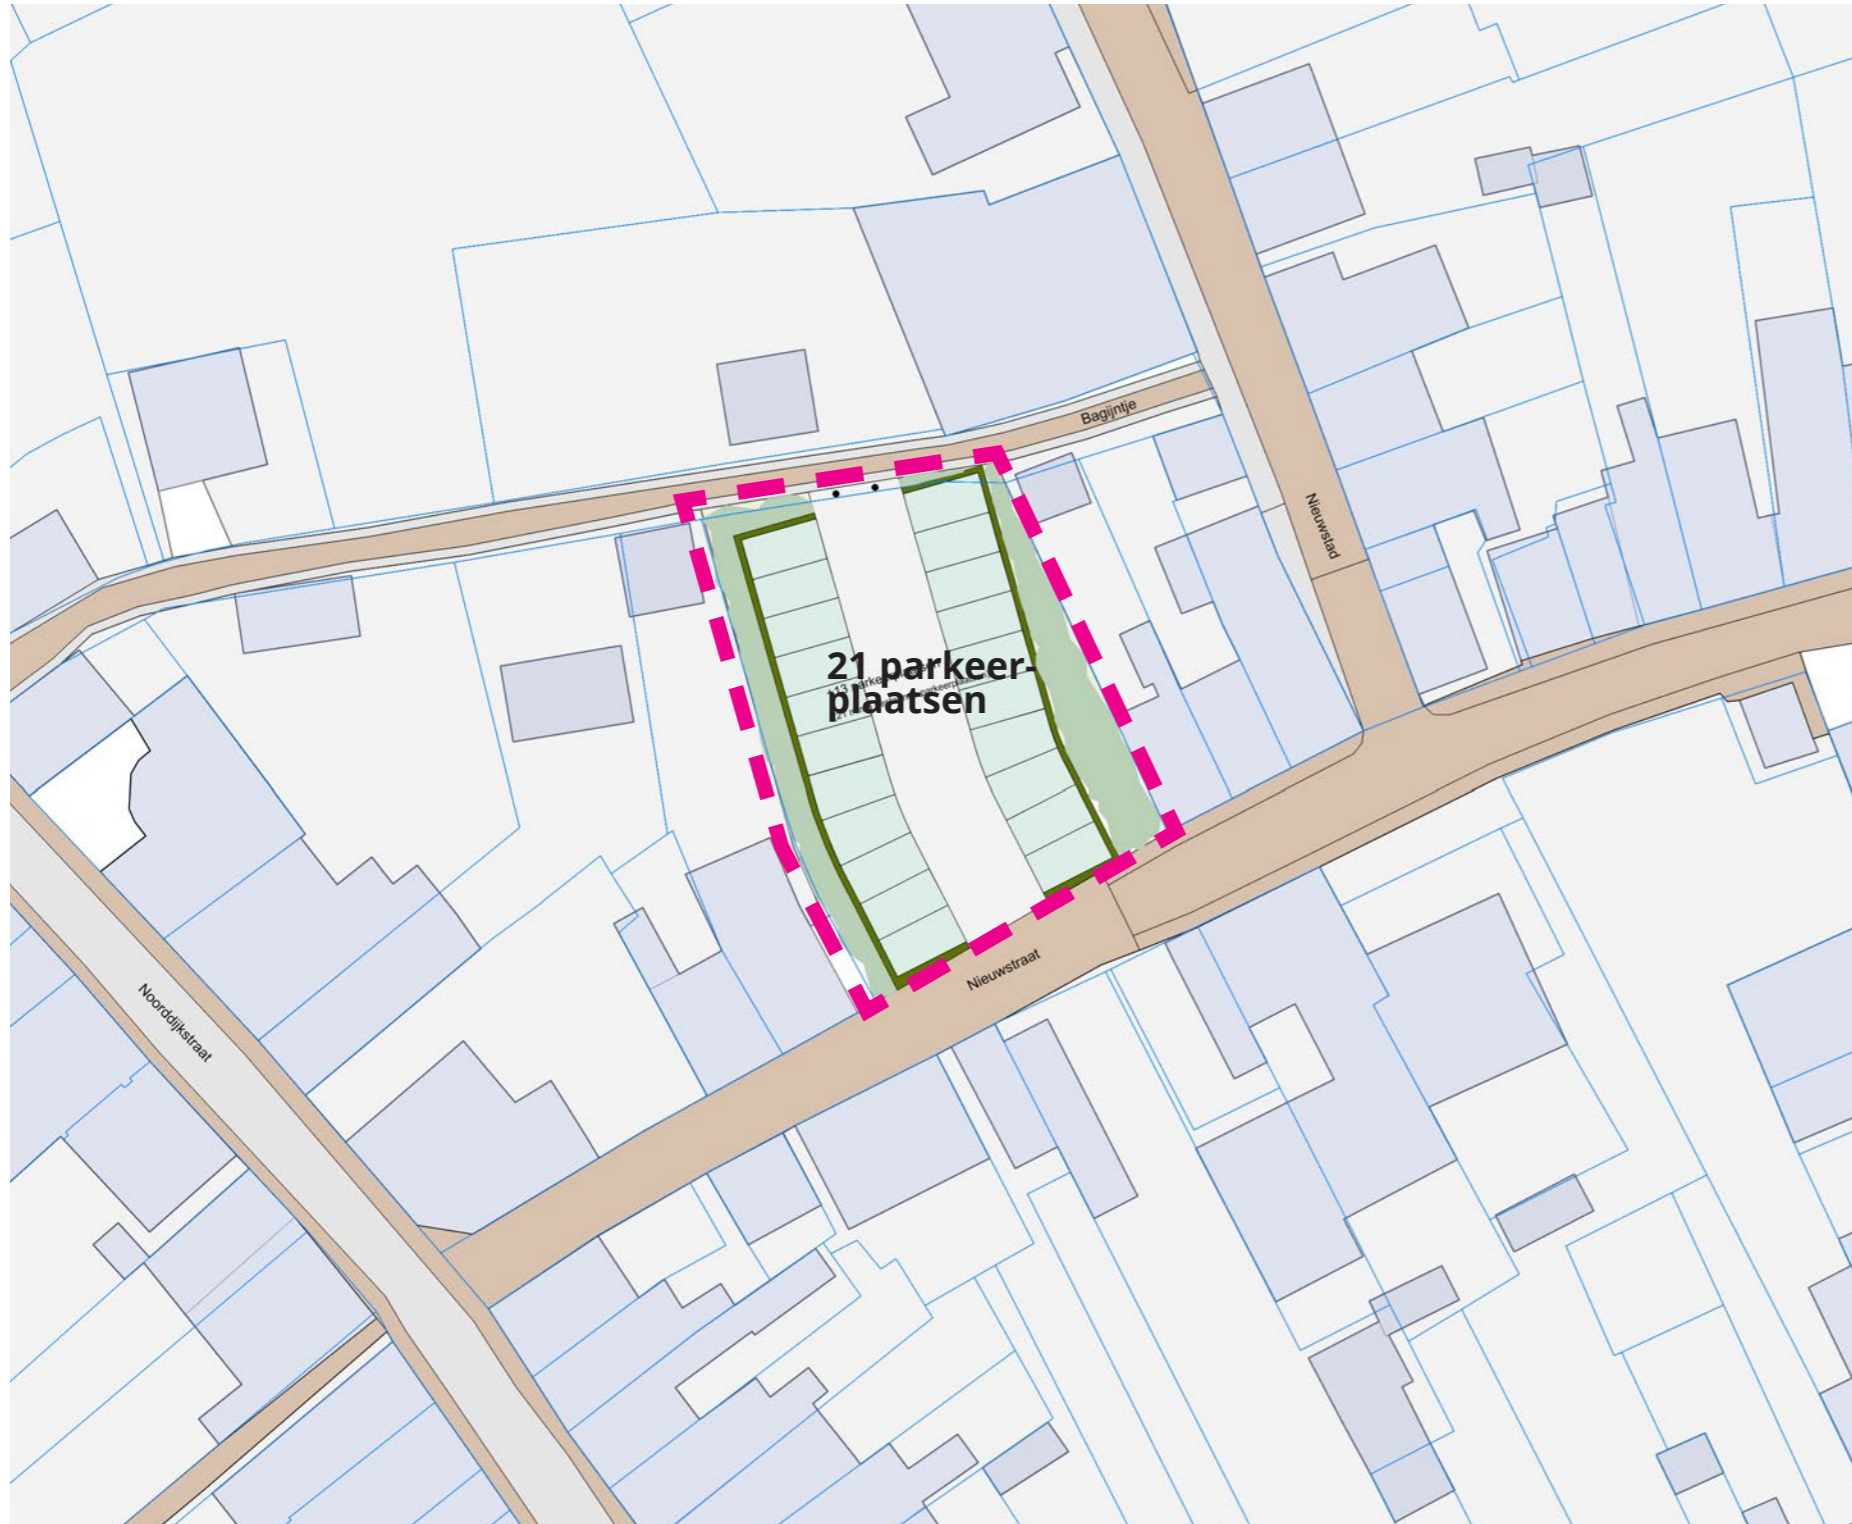 Bagijntje
Nieuwstad
21 parkeer-
plaatsen
Nieuwstraat
Noorddijkstraat